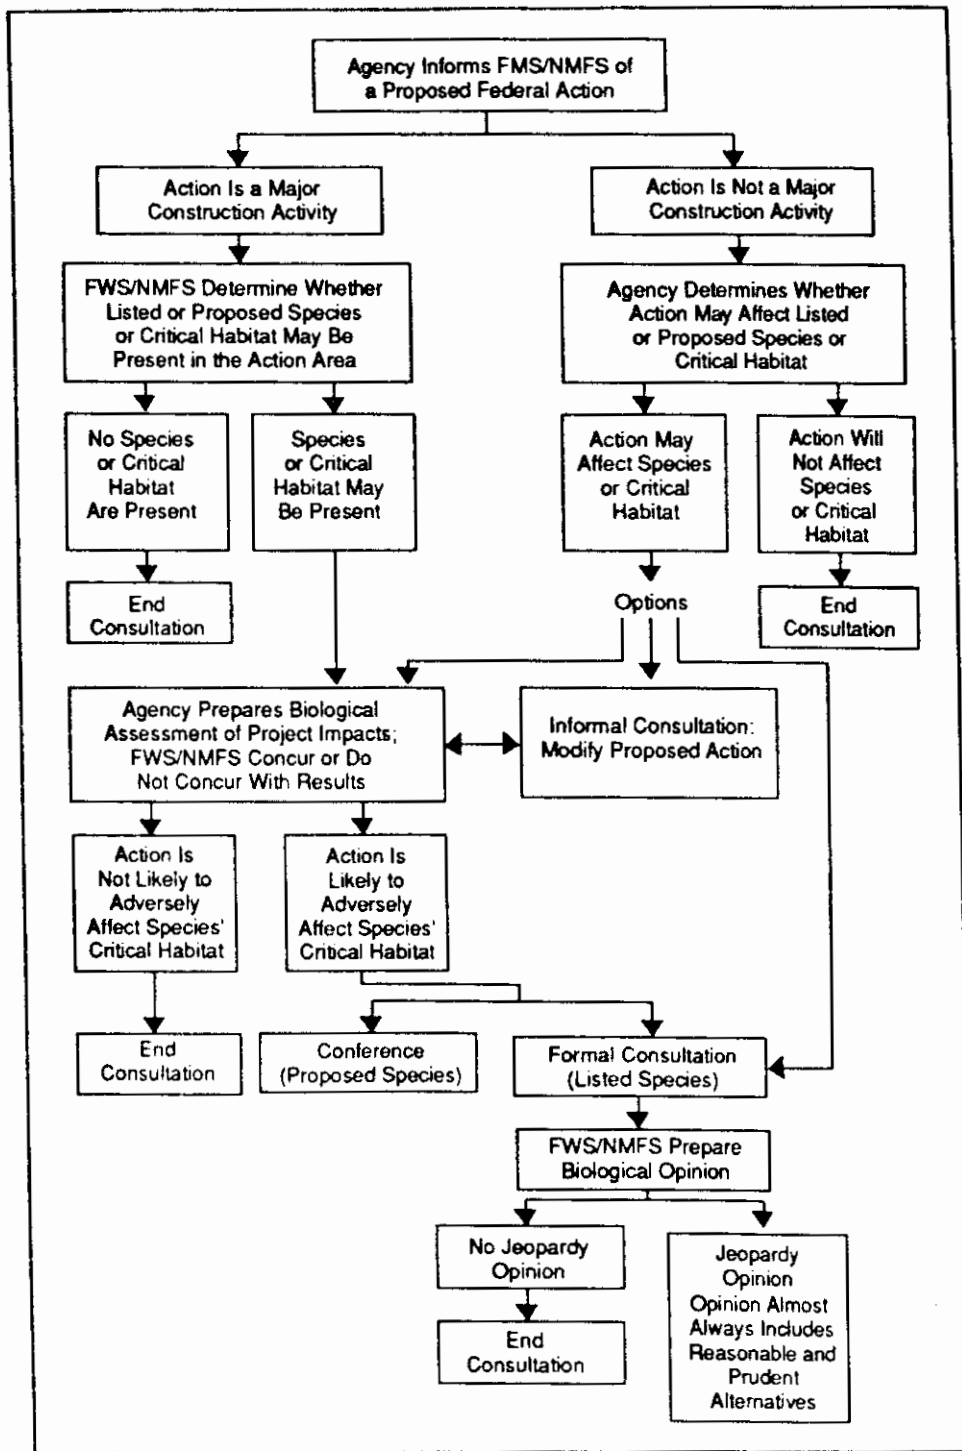 Agency Informs FMS/NMFS of
a Proposed Federal Action
Action Is a Major
Construction Activity
Action Is Not a Major
Construction Activity
FWS/NMFS Determine Whether
Listed or Proposed Species
or Critical Habitat May Be
Present in the Action Area
Agency Determines Whether
Action May Affect Listed
or Proposed Species or
Critical Habitat
No Species
or Critical
Habitat
Are Present
Species
or Critical
Habitat May
Be Present
Action May
Affect Species
or Critical
Habitat
Action Will
Not Affect
Species
or Critical
Habitat
End
Consultation
Options
End
Consultation
Agency Prepares Biological
Assessment of Project Impacts;
FWS/NMFS Concur or Do
Not Concur With Results
Informal Consultation:
Modify Proposed Action
Action Is
Not Likely to
Adversely
Affect Species'
Critical Habitat
Action Is
Likely to
Adversely
Affect Species'
Critical Habitat
End
Consultation
Conference
(Proposed Species)
Formal Consultation
(Listed Species)
FWS/NMFS Prepare
Biological Opinion
No Jeopardy
Opinion
Jeopardy
Opinion
Opinion Almost
Always Includes
Reasonable and
Prudent
Alternatives
End
Consultation